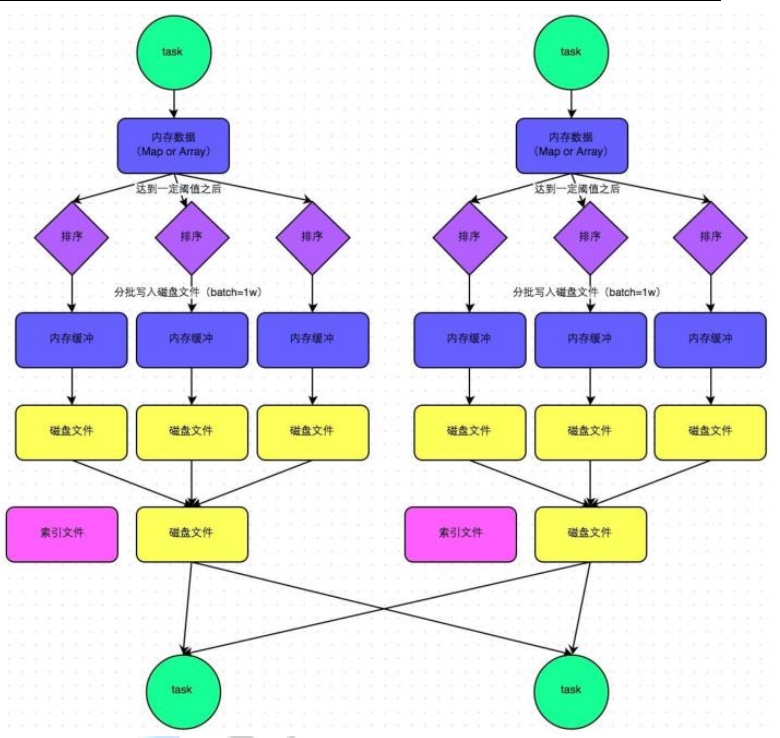 task
task
内存数据
(Map or Array)
内存数据
(Map or Array)
达到一定阈值之后
达到一定阈值之后
排序
排序
排序
排序
排序
排序
分批写入磁盘文件（batch=1w）
分批写入磁盘文件（batch=1w）
内存缓冲
内存缓冲
内存缓冲
内存缓冲
内存缓冲
内存缓冲
磁盘文件
磁盘文件
磁盘文件
磁盘文件
磁盘文件
磁盘文件
索引文件
磁盘文件
索引文件
磁盘文件
task
task